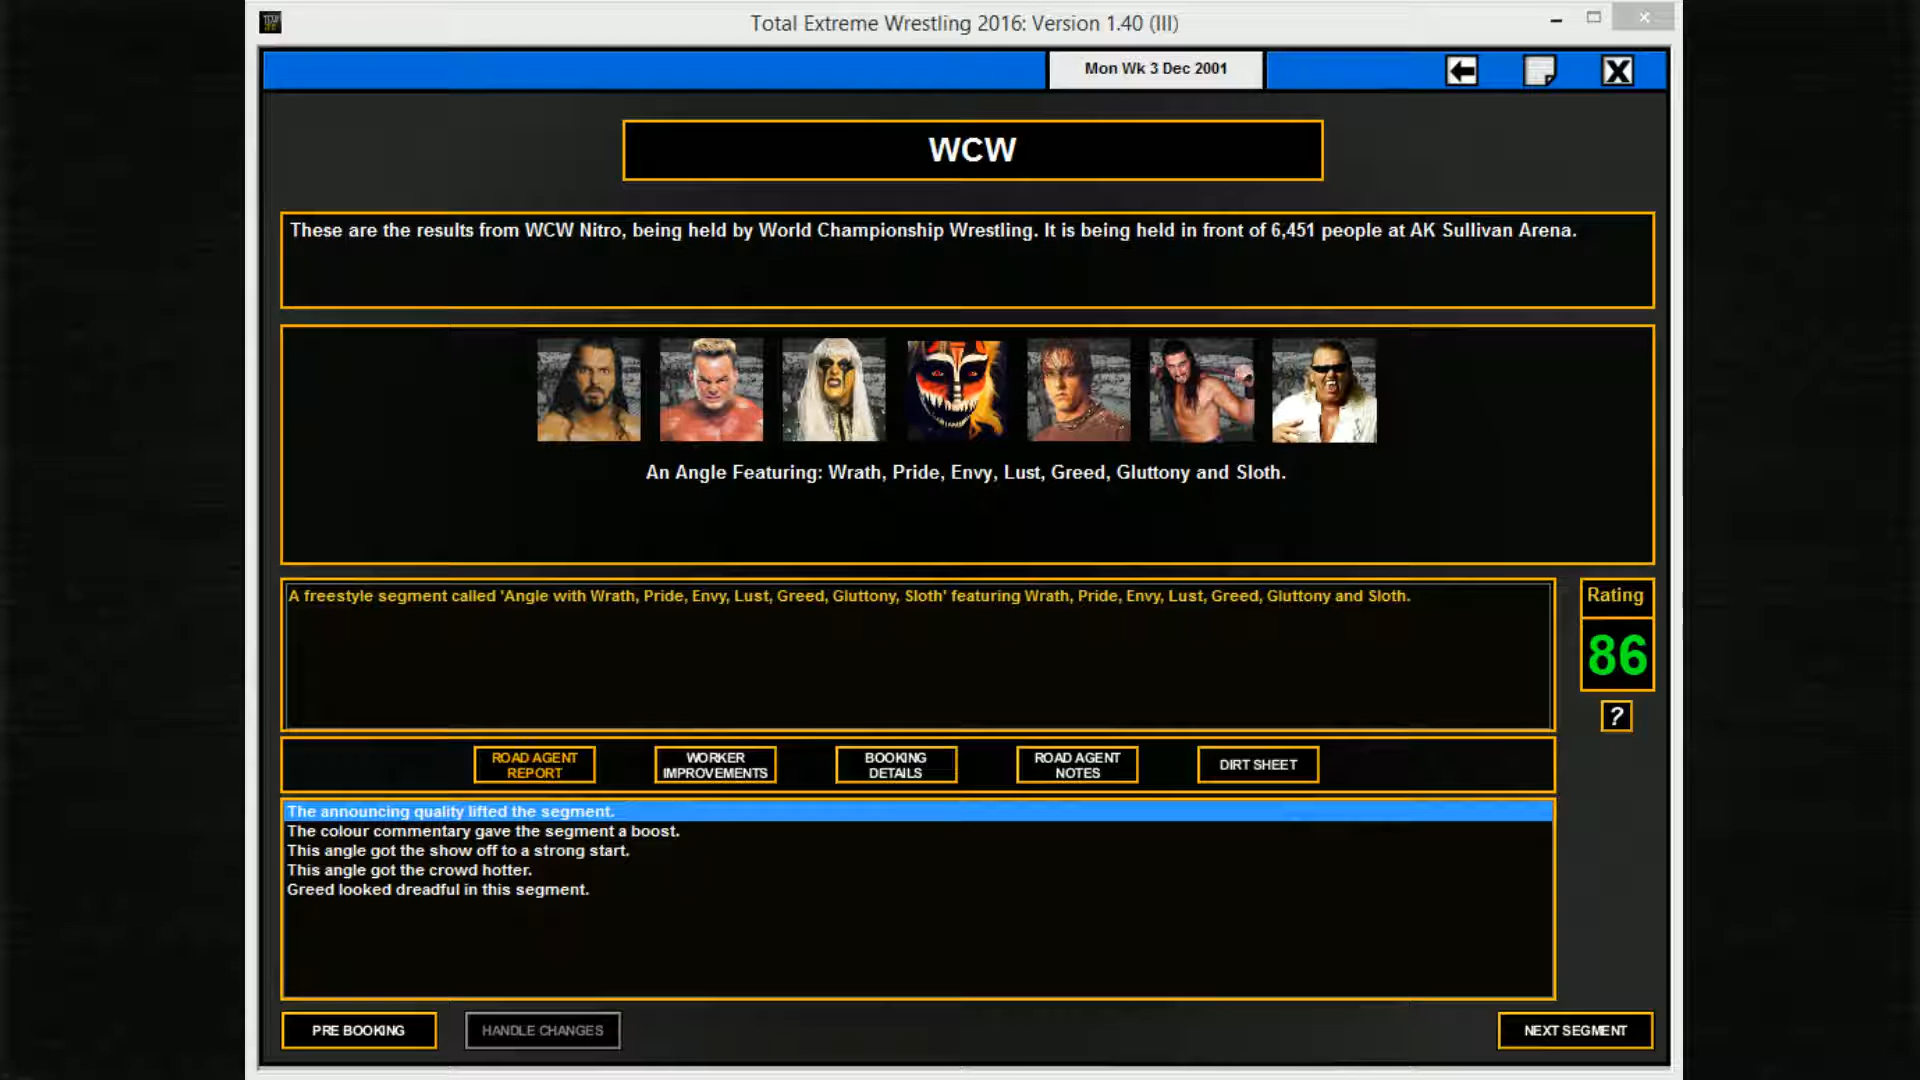 Total Extreme Wrestling 2016: Version 1.40 (III)
Mon Wk 3 Dec 2001
WCW
These are the results from WCW Nitro, being held by World Championship Wrestling. It is being held in front of 6,451 people at AK Sullivan Arena.
An Angle Featuring: Wrath, Pride, Envy, Lust, Greed, Gluttony and Sloth.
A freestyle segment called 'Angle with Wrath, Pride, Envy, Lust, Greed, Gluttony, Sloth' featuring Wrath, Pride, Envy, Lust, Greed, Gluttony and Sloth.
Rating
86
?
ROAD AGENT
REPORT
WORKER
IMPROVEMENTS
BOOKING
DETAILS
ROAD AGENT
NOTES
DIRT SHEET
The announcing quality lifted the segment.
The colour commentary gave the segment a boost.
This angle got the show off to a strong start.
This angle got the crowd hotter.
Greed looked dreadful in this segment.
PRE BOOKING
HANDLE CHANGES
NEXT SEGMENT